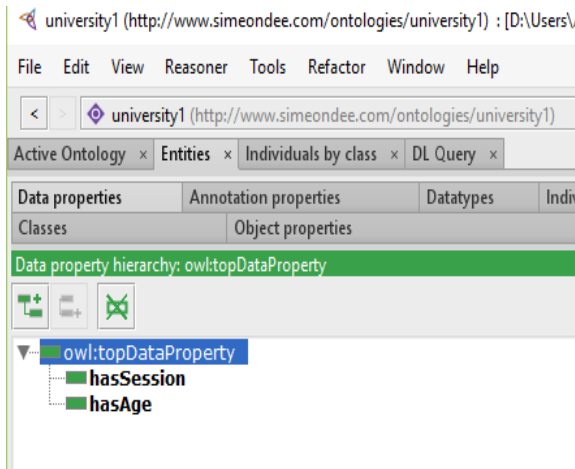 university1 (http://www.simeondee.com/ontologies/university1) : [D:\Users\
File Edit View Reasoner Tools Refactor Window Help
< > university1 (http://www.simeondee.com/ontologies/university1)
Active Ontology × Entities × Individuals by class × DL Query ×
Data properties Annotation properties Datatypes Indiv
Classes Object properties
Data property hierarchy: owl:topDataProperty
owl:topDataProperty
hasSession
hasAge